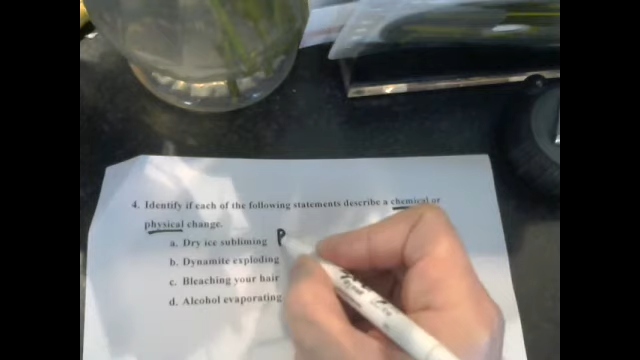 4. Identify if each of the following statements describe a chemical or
physical change.
a. Dry ice subliming P
b. Dynamite exploding
c. Bleaching your hair
d. Alcohol evaporating